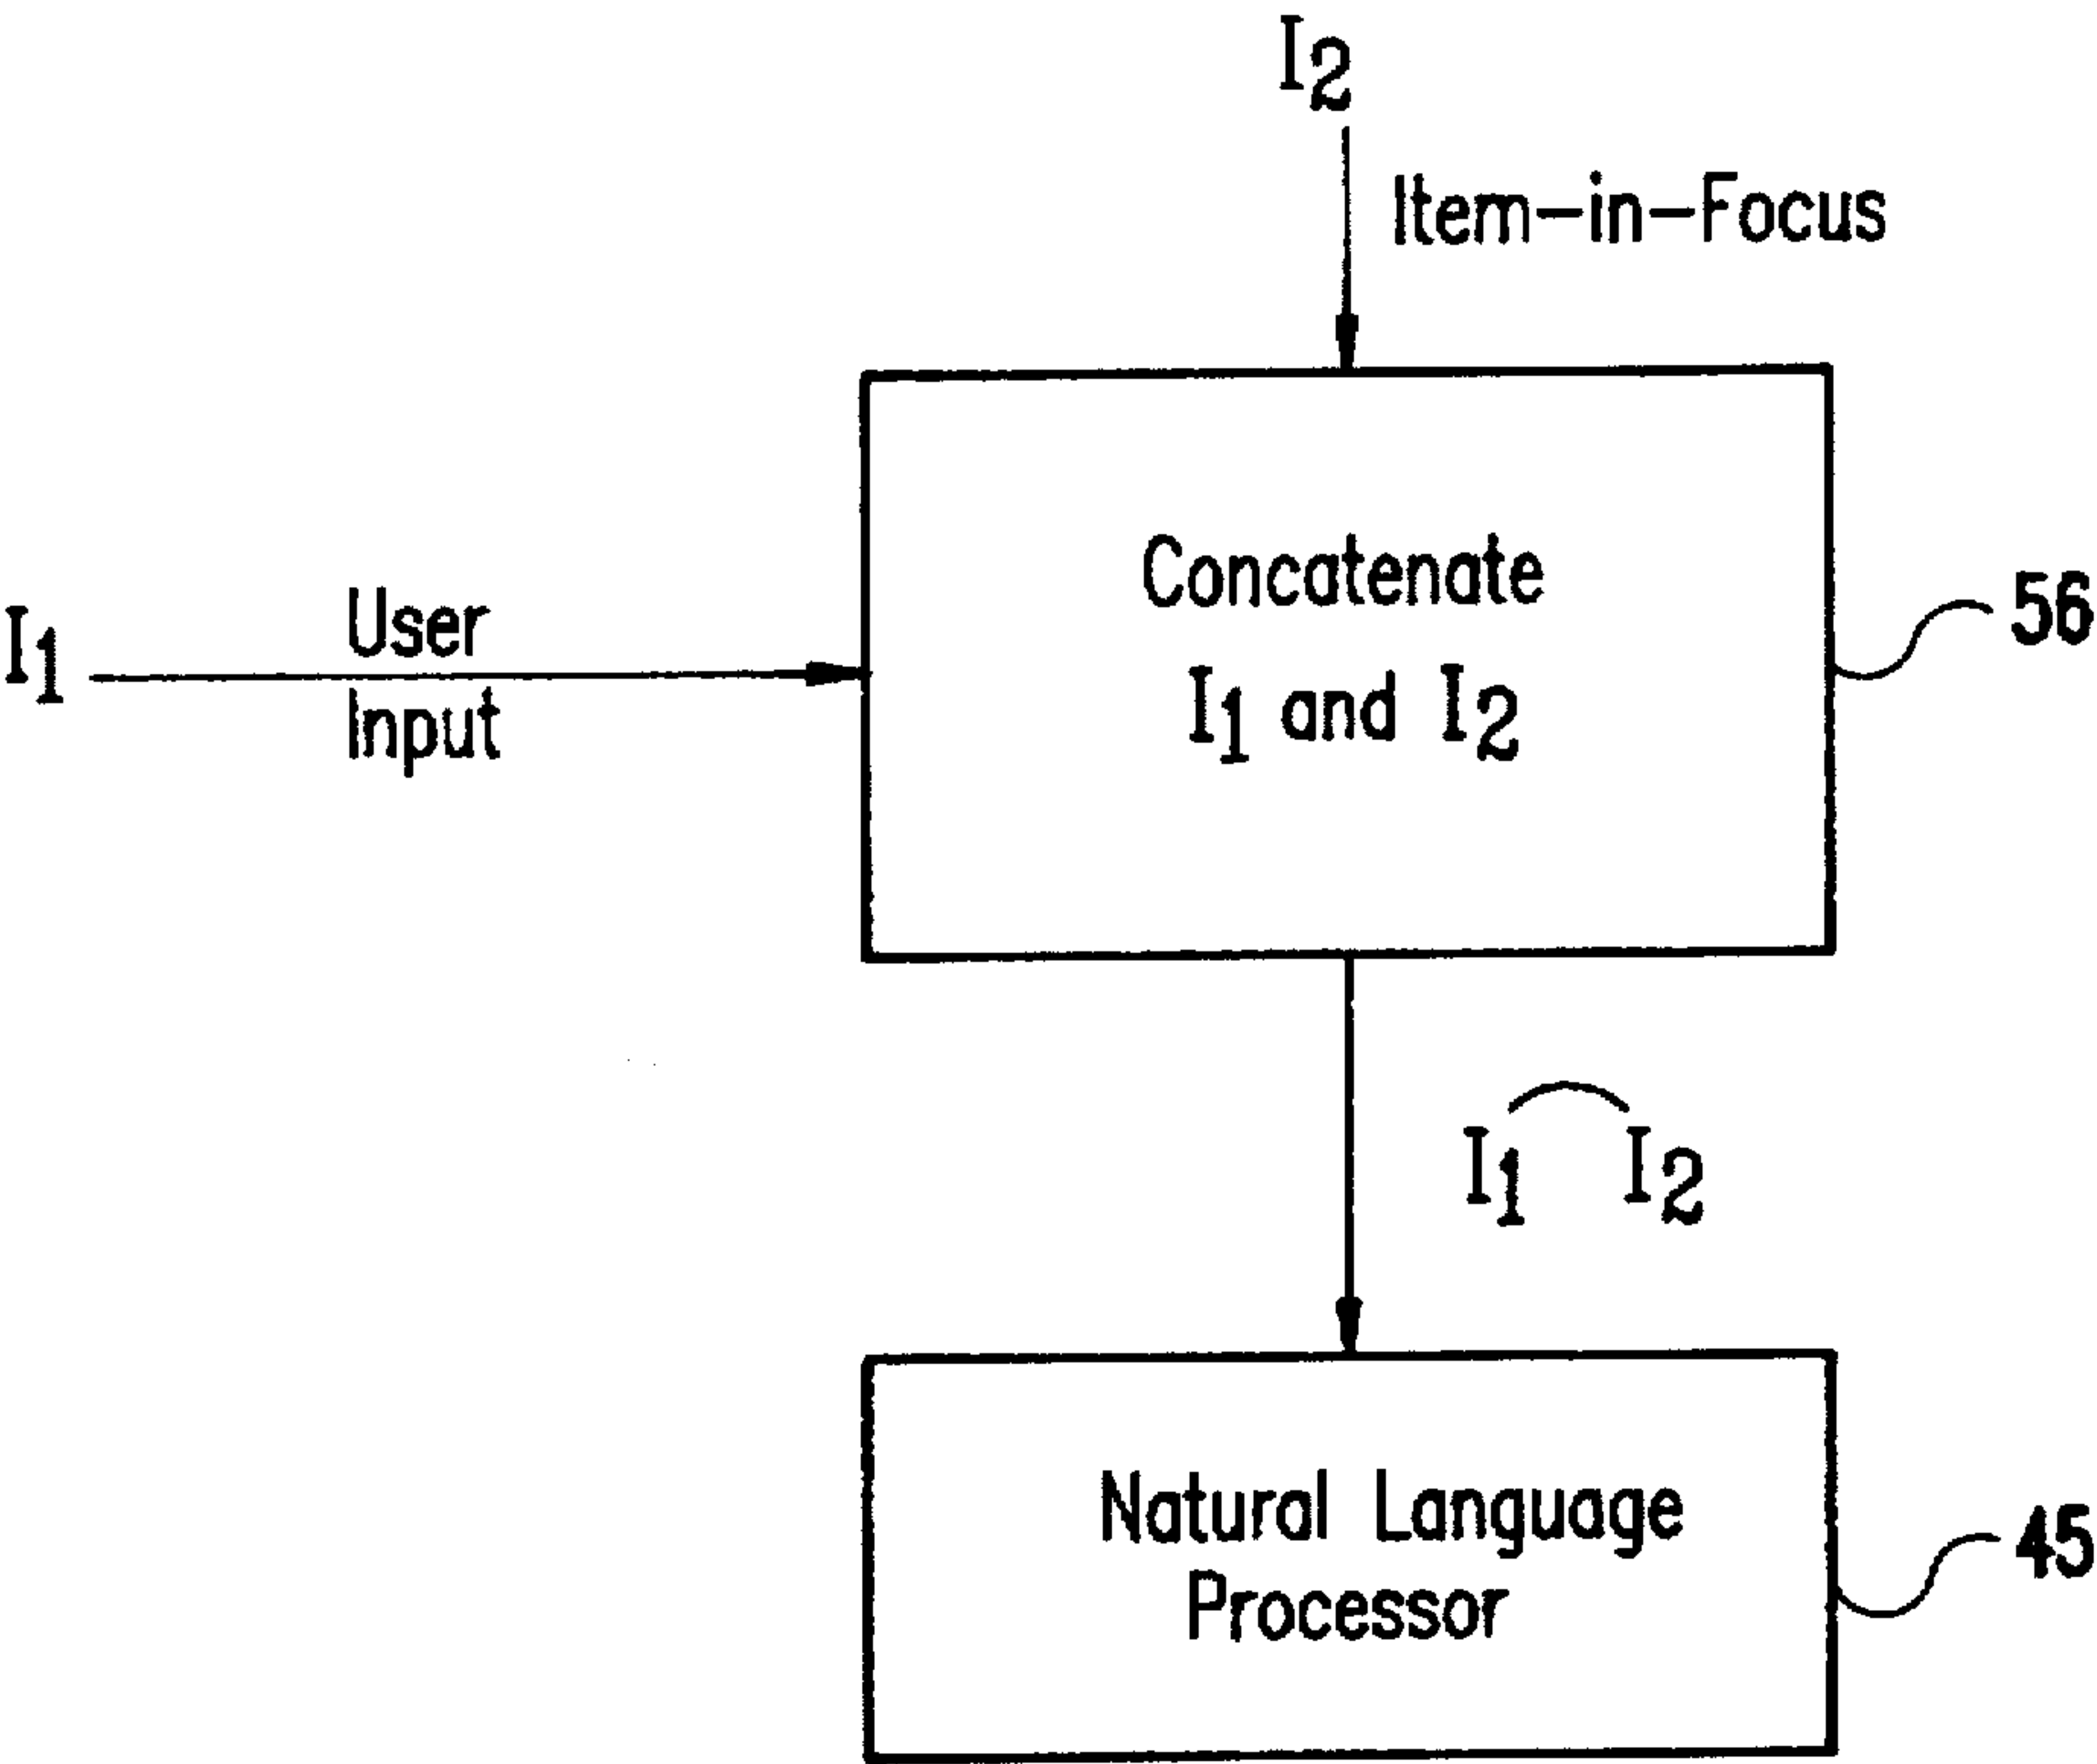 I2
Item-in-Focus
Concatenate
I1 and I2
56
I1
User
Input
I1 I2
Natural Language
Processor
45